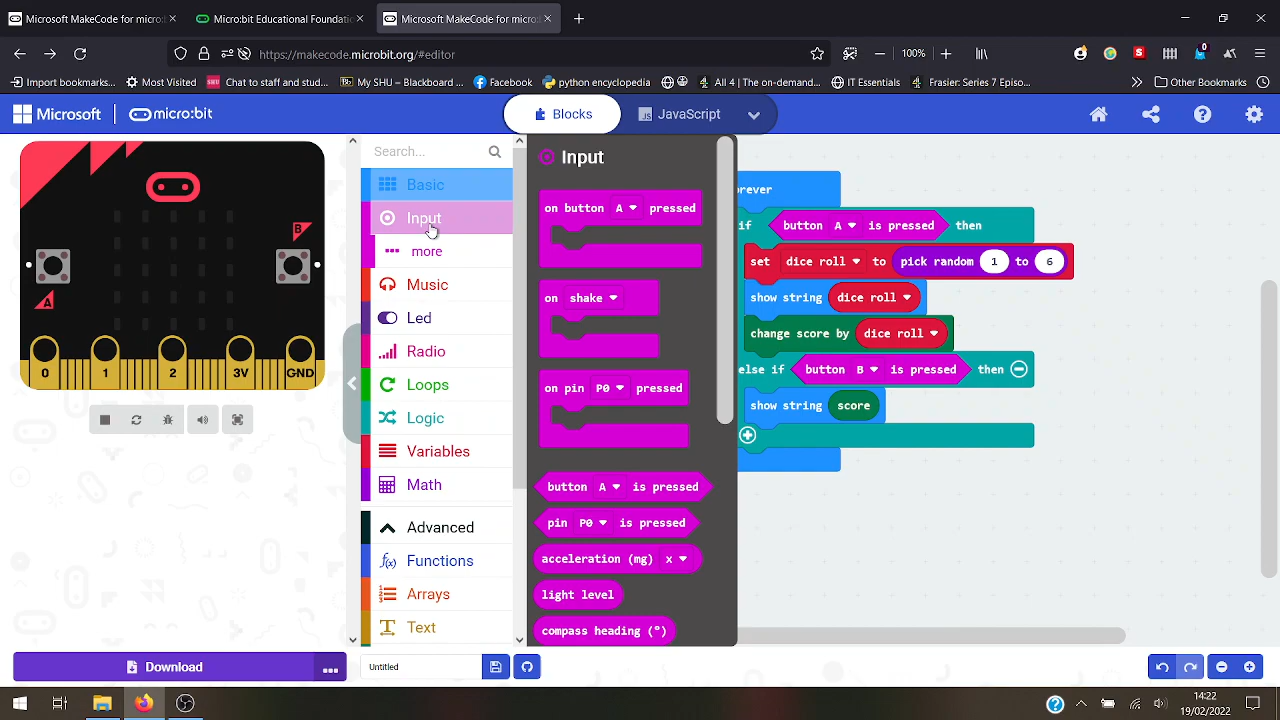 Microsoft MakeCode for micro:
Micro:bit Educational Foundatio
Microsoft MakeCode for micros
https://makecode.microbit.org/#editor
100%
Import bookmarks...
Most Visited
SHU
Chat to staff and stud...
My SHU – Blackboard ...
Facebook
python encyclopedia
All 4 | The on-demand...
IT Essentials
Frasier: Series 7 Episo...
Other Bookmarks
Microsoft
micro:bit
Blocks
JavaScript
B
A
0
1
2
3V
GND
Download
Search...
Basic
Input
more
Music
Led
Radio
Loops
Logic
Variables
Math
Advanced
Functions
Arrays
Text
Untitled
Input
on button A pressed
on shake
on pin P0 pressed
button A is pressed
pin P0 is pressed
acceleration (mg) x
light level
compass heading (°)
orever
if button A is pressed then
set dice roll to pick random 1 to 6
show string dice roll
change score by dice roll
else if button B is pressed then
show string score
14:22
19/02/2022